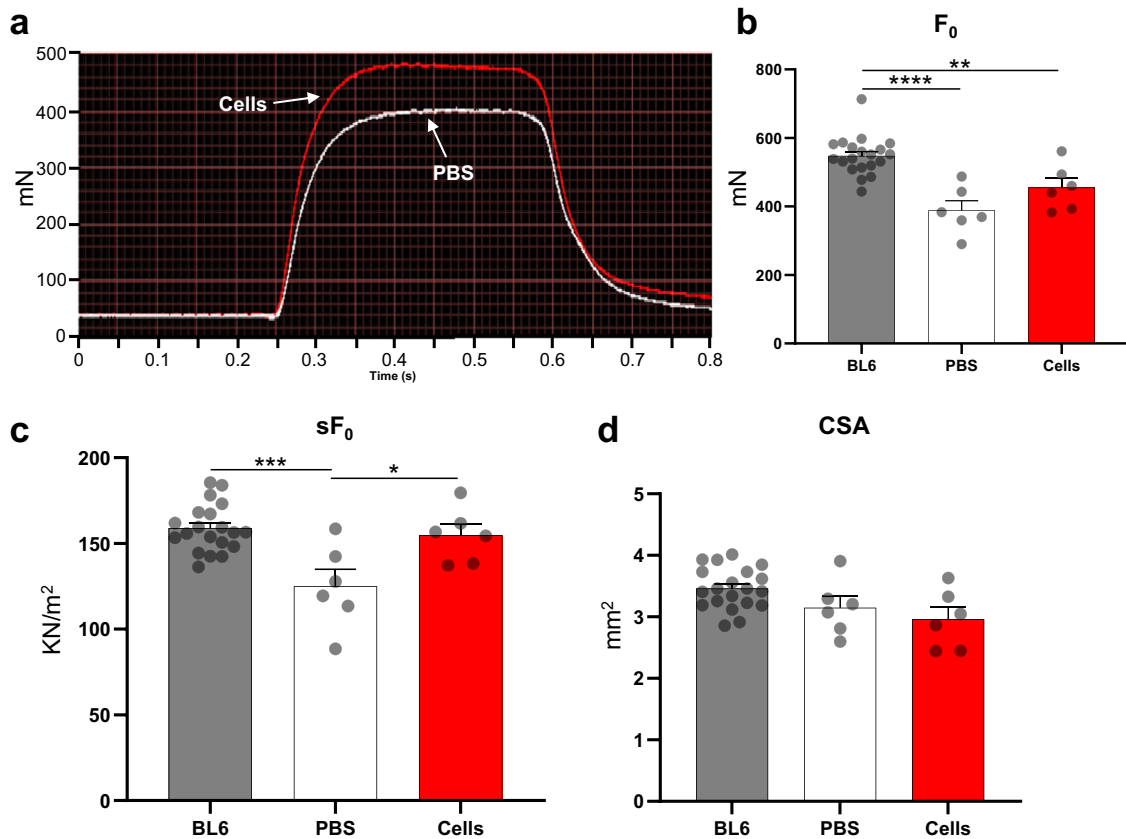 a
500
400
300
200
100
0
mN
Cells
PBS
0
0.1
0.2
0.3
0.4
0.5
0.6
0.7
0.8
Time (s)
b
F₀
**
****
800
600
400
200
0
mN
BL6
PBS
Cells
c
sF₀
***
*
200
150
100
50
0
KN/m²
BL6
PBS
Cells
d
CSA
5
4
3
2
1
0
mm²
BL6
PBS
Cells